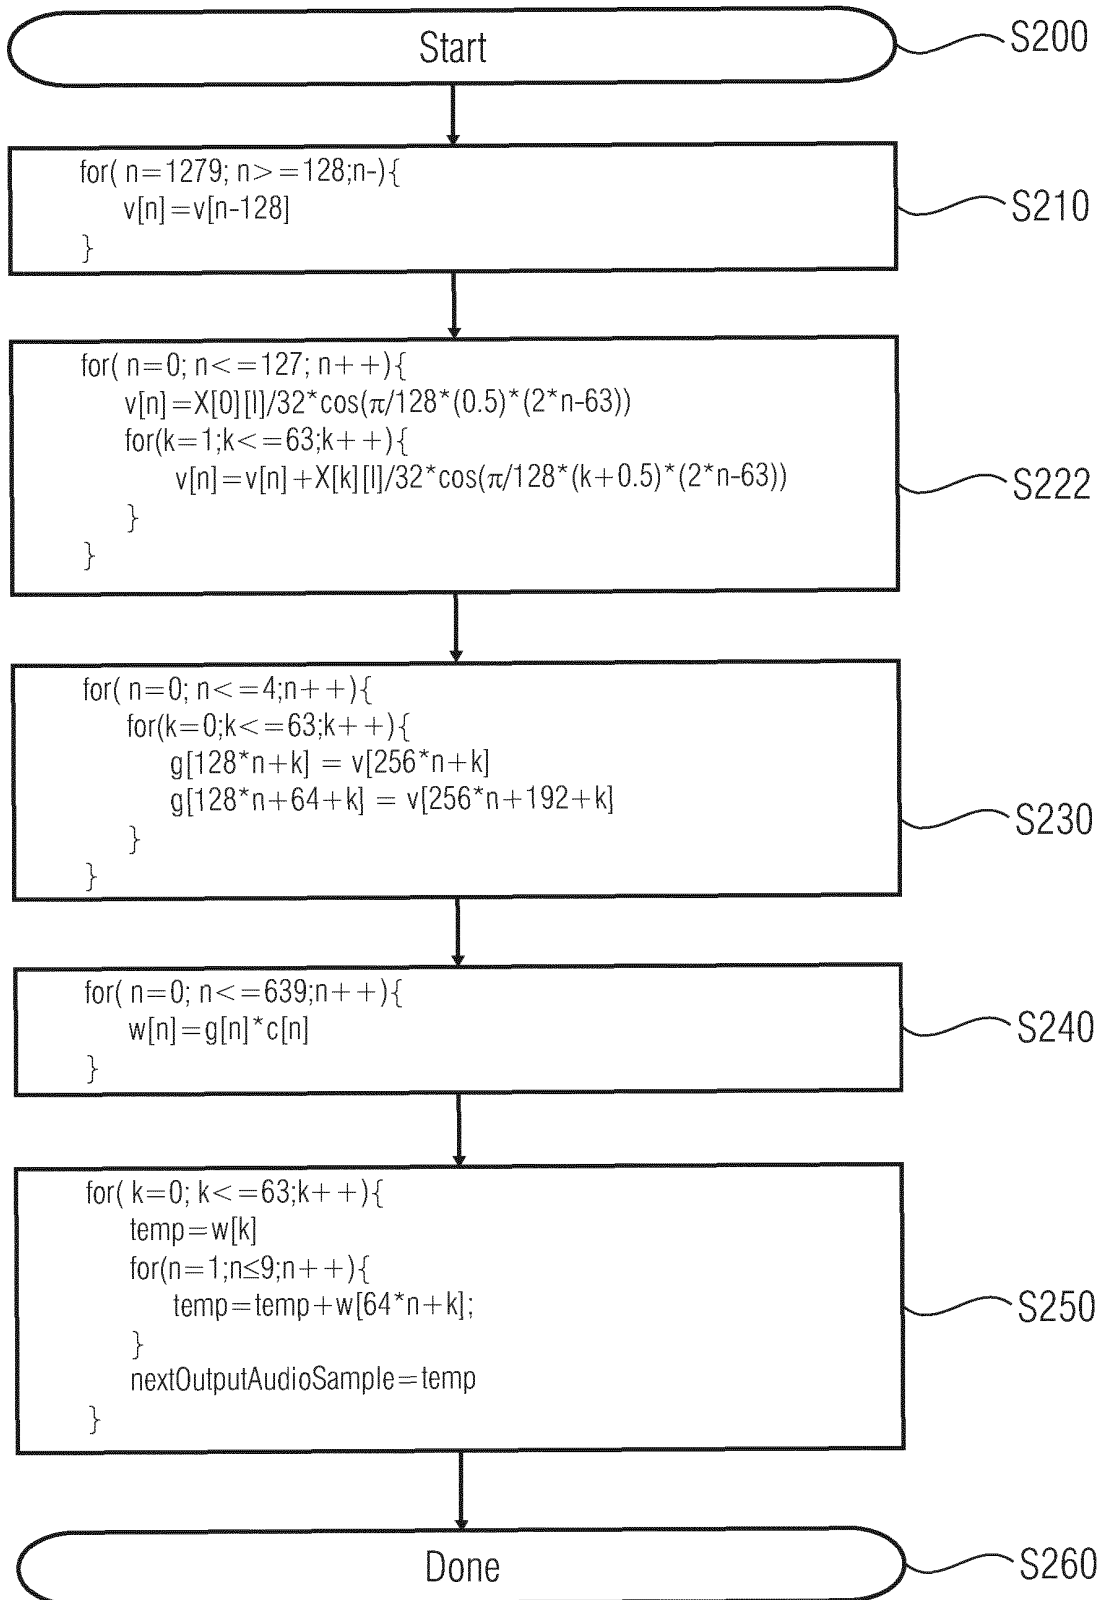 Start
S200
for( n=1279; n>=128;n-){
v[n]=v[n-128]
}
S210
for( n=0; n<=127; n++){
v[n]=X[0][l]/32*cos(π/128*(0.5)*(2*n-63))
for(k=1;k<=63;k++){
v[n]=v[n]+X[k][l]/32*cos(π/128*(k+0.5)*(2*n-63))
}
}
S222
for( n=0; n<=4;n++){
for(k=0;k<=63;k++){
g[128*n+k] = v[256*n+k]
g[128*n+64+k] = v[256*n+192+k]
}
}
S230
for( n=0; n<=639;n++){
w[n]=g[n]*c[n]
}
S240
for( k=0; k<=63;k++){
temp=w[k]
for(n=1;n≤9;n++){
temp=temp+w[64*n+k];
}
nextOutputAudioSample=temp
}
S250
Done
S260